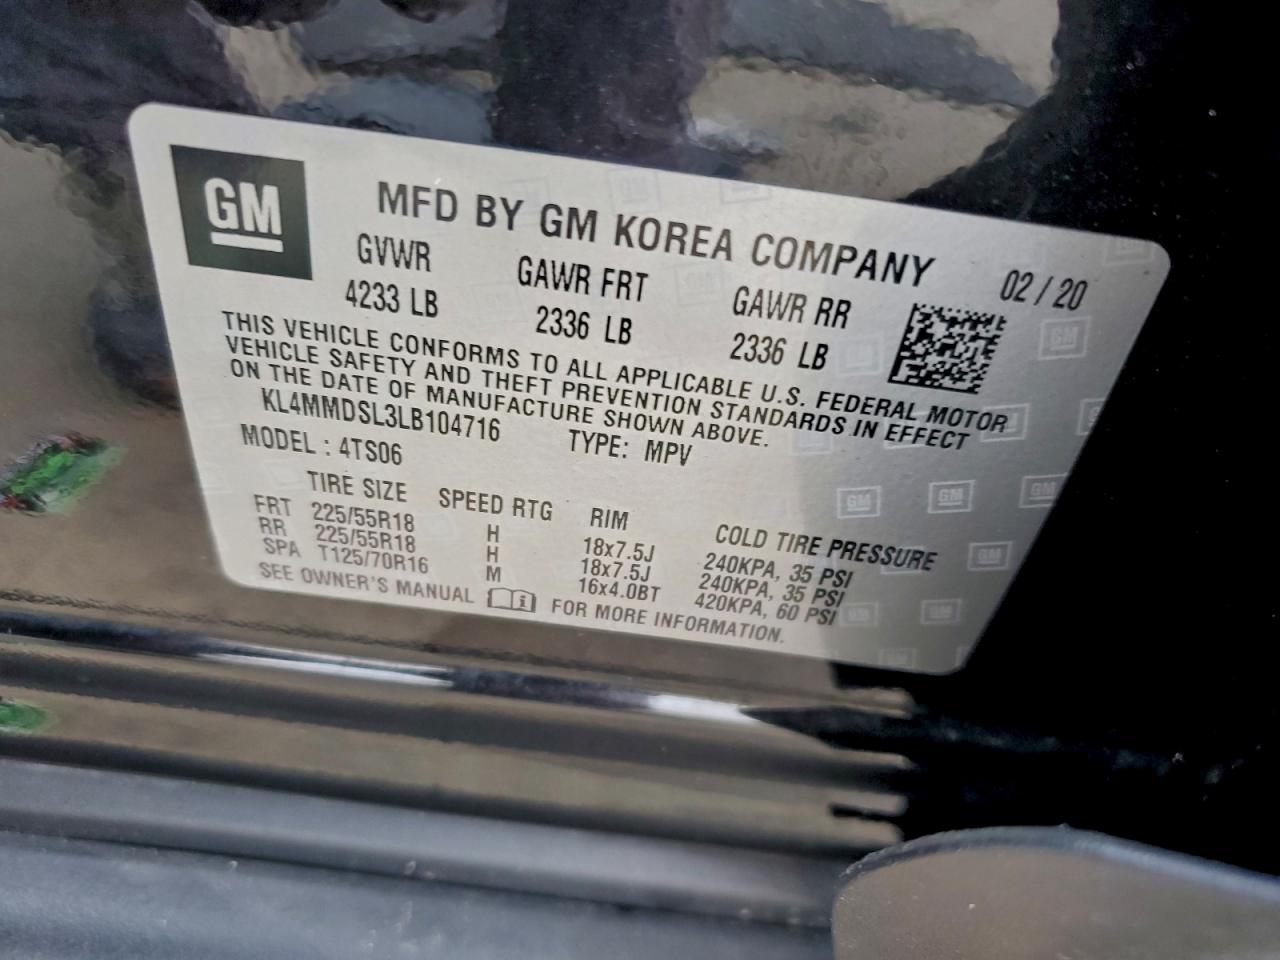 GM
MFD BY GM KOREA COMPANY 02 / 20
GVWR GAWR FRT GAWR RR
4233 LB 2336 LB 2336 LB
THIS VEHICLE CONFORMS TO ALL APPLICABLE U.S. FEDERAL MOTOR
VEHICLE SAFETY AND THEFT PREVENTION STANDARDS IN EFFECT
ON THE DATE OF MANUFACTURE SHOWN ABOVE.
KL4MMDSL3LB104716 TYPE: MPV
MODEL : 4TS06
TIRE SIZE SPEED RTG RIM COLD TIRE PRESSURE
FRT 225/55R18 H 18x7.5J 240KPA, 35 PSI
RR 225/55R18 H 18x7.5J 240KPA, 35 PSI
SPA T125/70R16 M 16x4.0BT 420KPA, 60 PSI
SEE OWNER'S MANUAL FOR MORE INFORMATION.